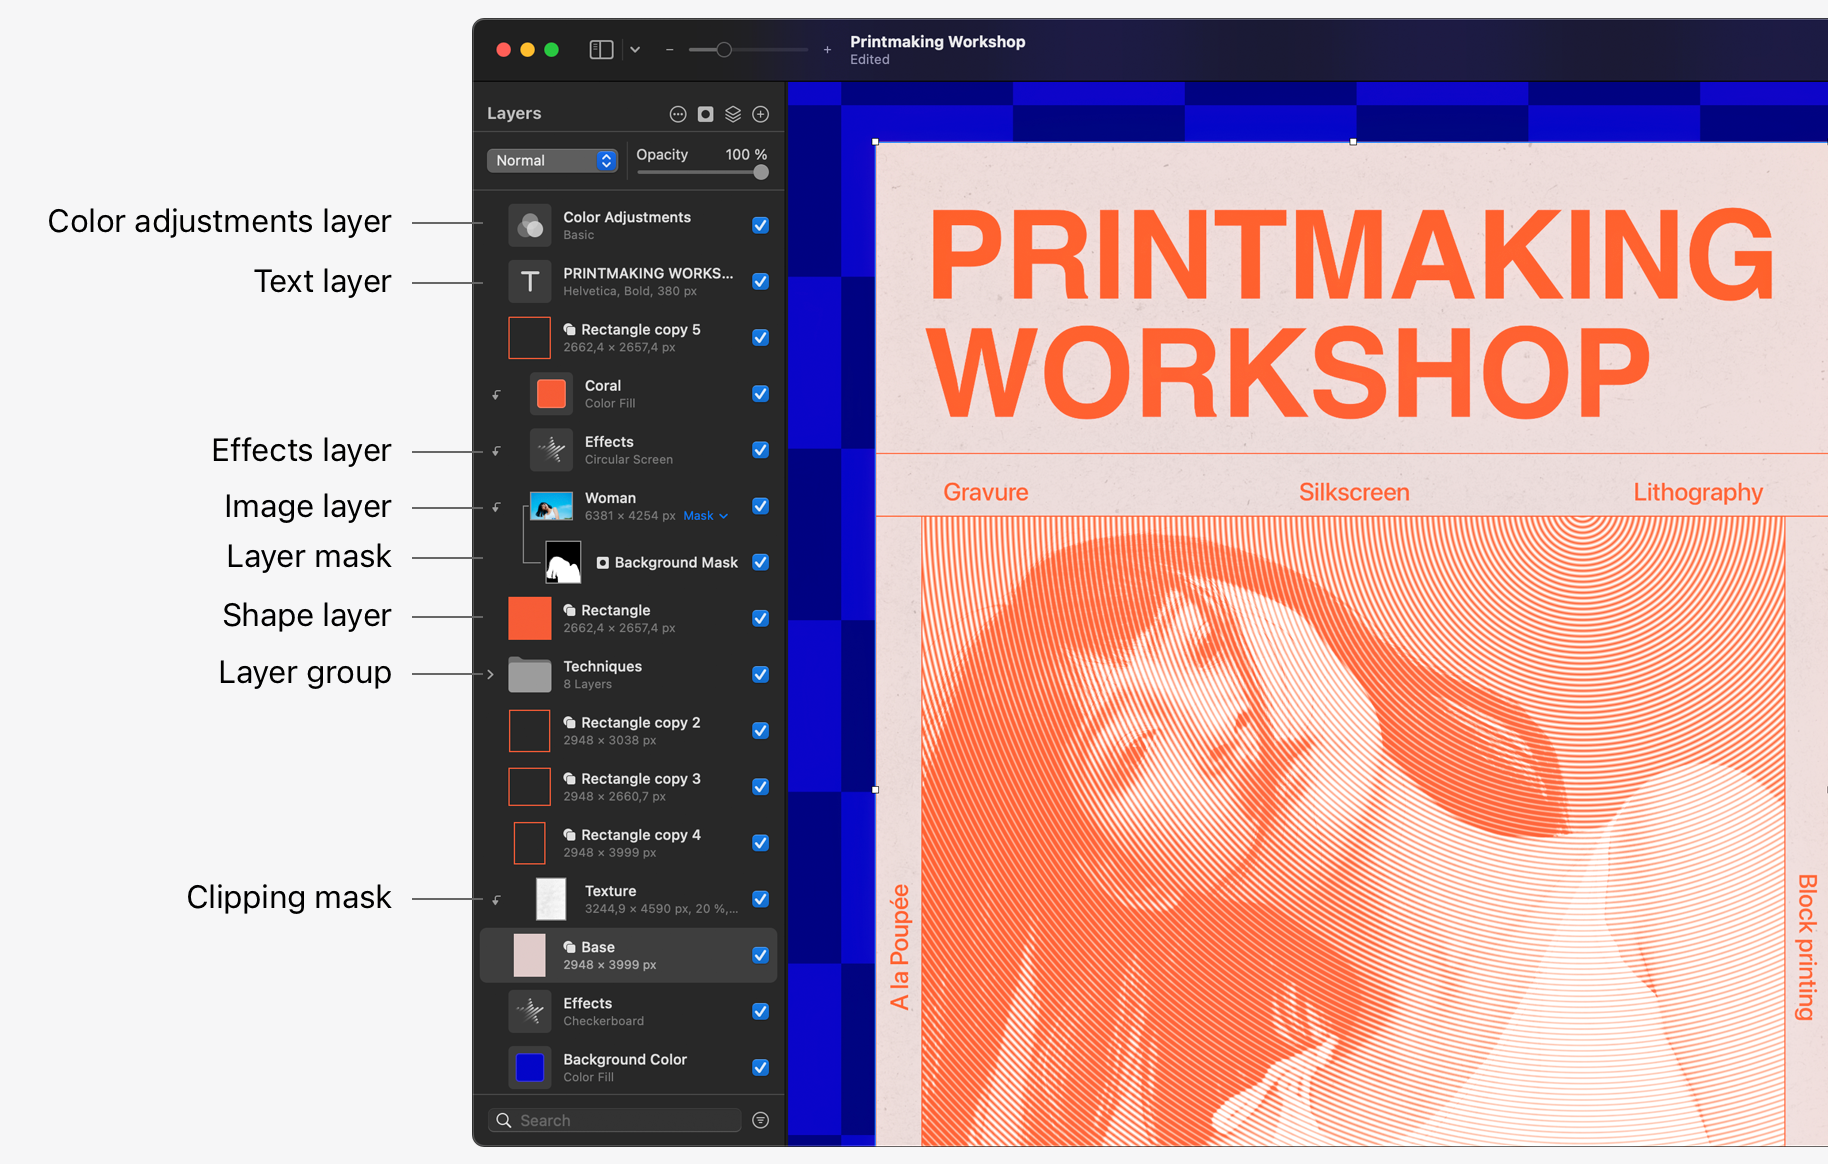 Printmaking Workshop
Edited
Layers
Normal
Opacity 100 %
Color adjustments layer
Color Adjustments
Basic
Text layer
PRINTMAKING WORKS...
Helvetica, Bold, 380 px
Rectangle copy 5
2662,4 × 2657,4 px
Coral
Color Fill
Effects layer
Effects
Circular Screen
Image layer
Woman
6381 × 4254 px Mask
Layer mask
Background Mask
Shape layer
Rectangle
2662,4 × 2657,4 px
Layer group
Techniques
8 Layers
Rectangle copy 2
2948 × 3038 px
Rectangle copy 3
2948 × 2660,7 px
Rectangle copy 4
2948 × 3999 px
Clipping mask
Texture
3244,9 × 4590 px, 20 %,...
Base
2948 × 3999 px
Effects
Checkerboard
Background Color
Color Fill
Search
PRINTMAKING
WORKSHOP
Gravure Silkscreen Lithography
A la Poupée
Block printing